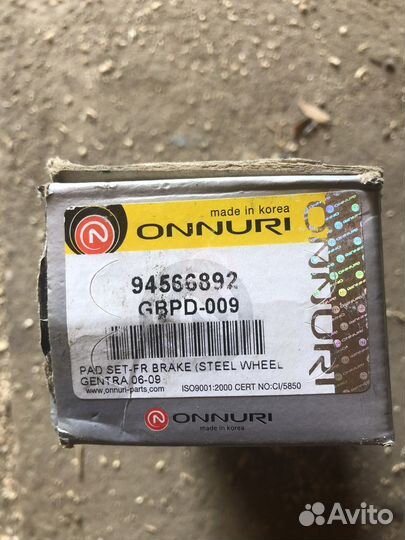 made in korea
ONNURI
94566892
GBPD-009
PAD SET-FR BRAKE (STEEL WHEEL
GENTRA 06-09
www.onnuri-parts.com ISO9001:2000 CERT NO:CI/5850
ONNURI
made in korea
ONNURI
Avito